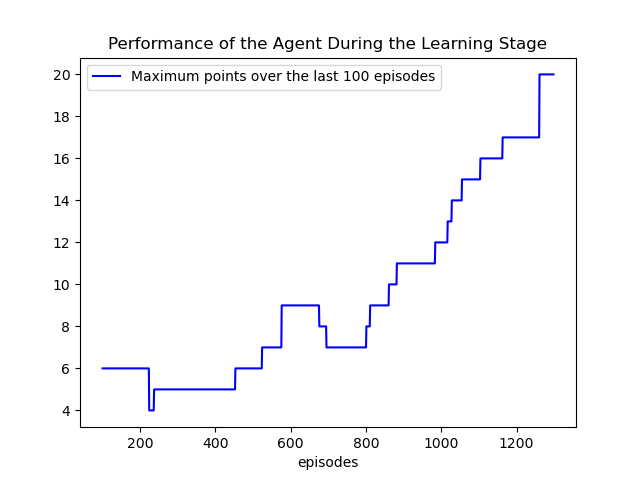 Performance of the Agent During the Learning Stage
Maximum points over the last 100 episodes
20
18
16
14
12
10
8
6
4
200 400 600 800 1000 1200
episodes